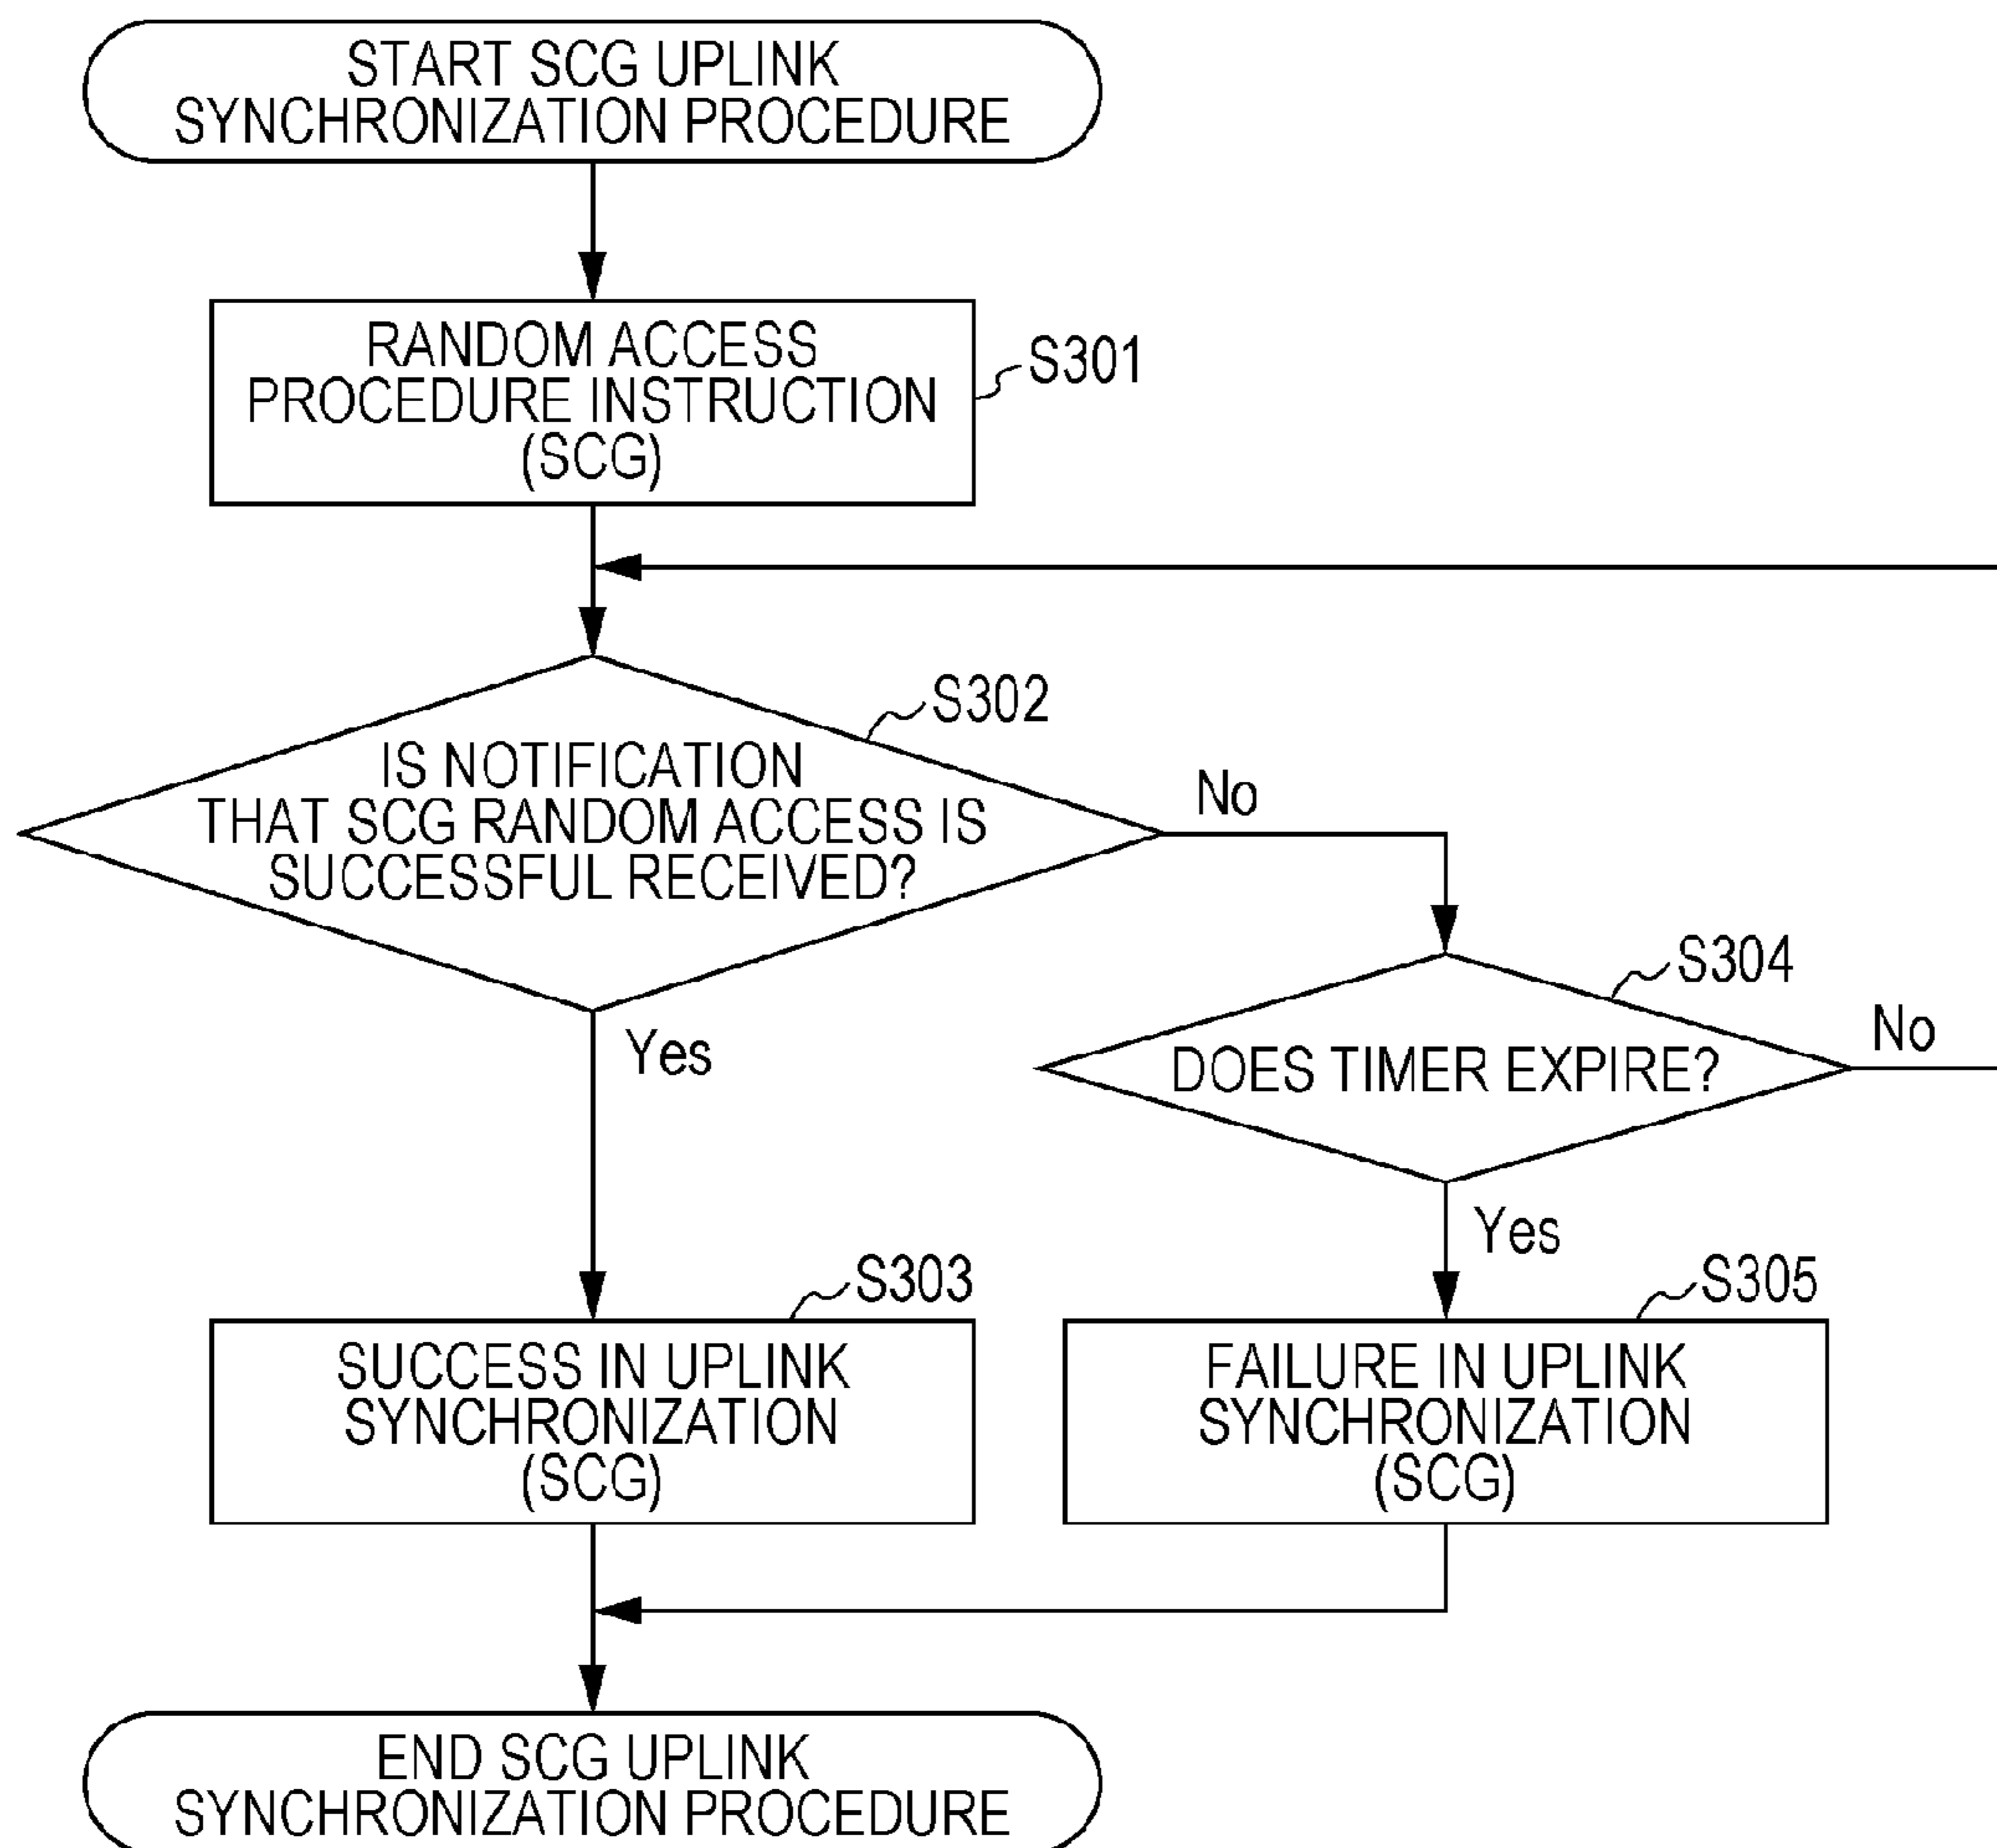 START SCG UPLINK
SYNCHRONIZATION PROCEDURE
RANDOM ACCESS
PROCEDURE INSTRUCTION
(SCG)
S301
S302
IS NOTIFICATION
THAT SCG RANDOM ACCESS IS
SUCCESSFUL RECEIVED?
No
Yes
S304
DOES TIMER EXPIRE?
No
Yes
S303
SUCCESS IN UPLINK
SYNCHRONIZATION
(SCG)
S305
FAILURE IN UPLINK
SYNCHRONIZATION
(SCG)
END SCG UPLINK
SYNCHRONIZATION PROCEDURE